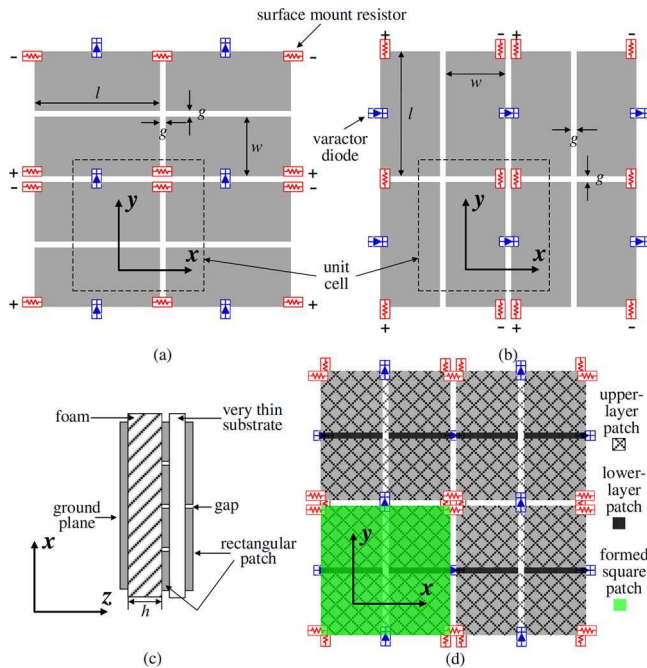 surface mount resistor
- - + -
l g
g w
+ +
- -
y
x
+ +
unit
cell
(a)
+ - + -
w
l
g
varactor
diode
g
y
x
+ - + -
(b)
foam very thin
substrate
ground
plane
gap
rectangular
patch
x
z
h
(c)
upper-
layer
patch
lower-
layer
patch
formed
square
patch
y
x
(d)